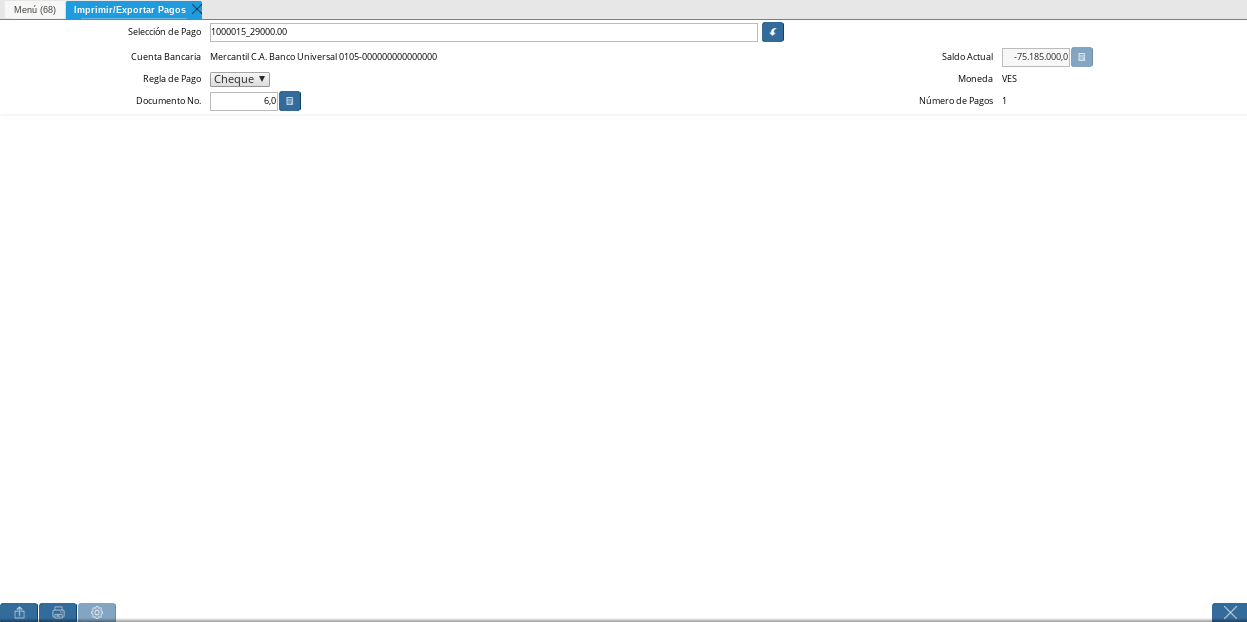 Menú (68) Imprimir/Exportar Pagos
Selección de Pago 1000015_29000.00
Cuenta Bancaria Mercantil C.A. Banco Universal 0105-000000000000000 Saldo Actual -75.185.000,0
Regla de Pago Cheque Moneda VES
Documento No. 6,0 Número de Pagos 1